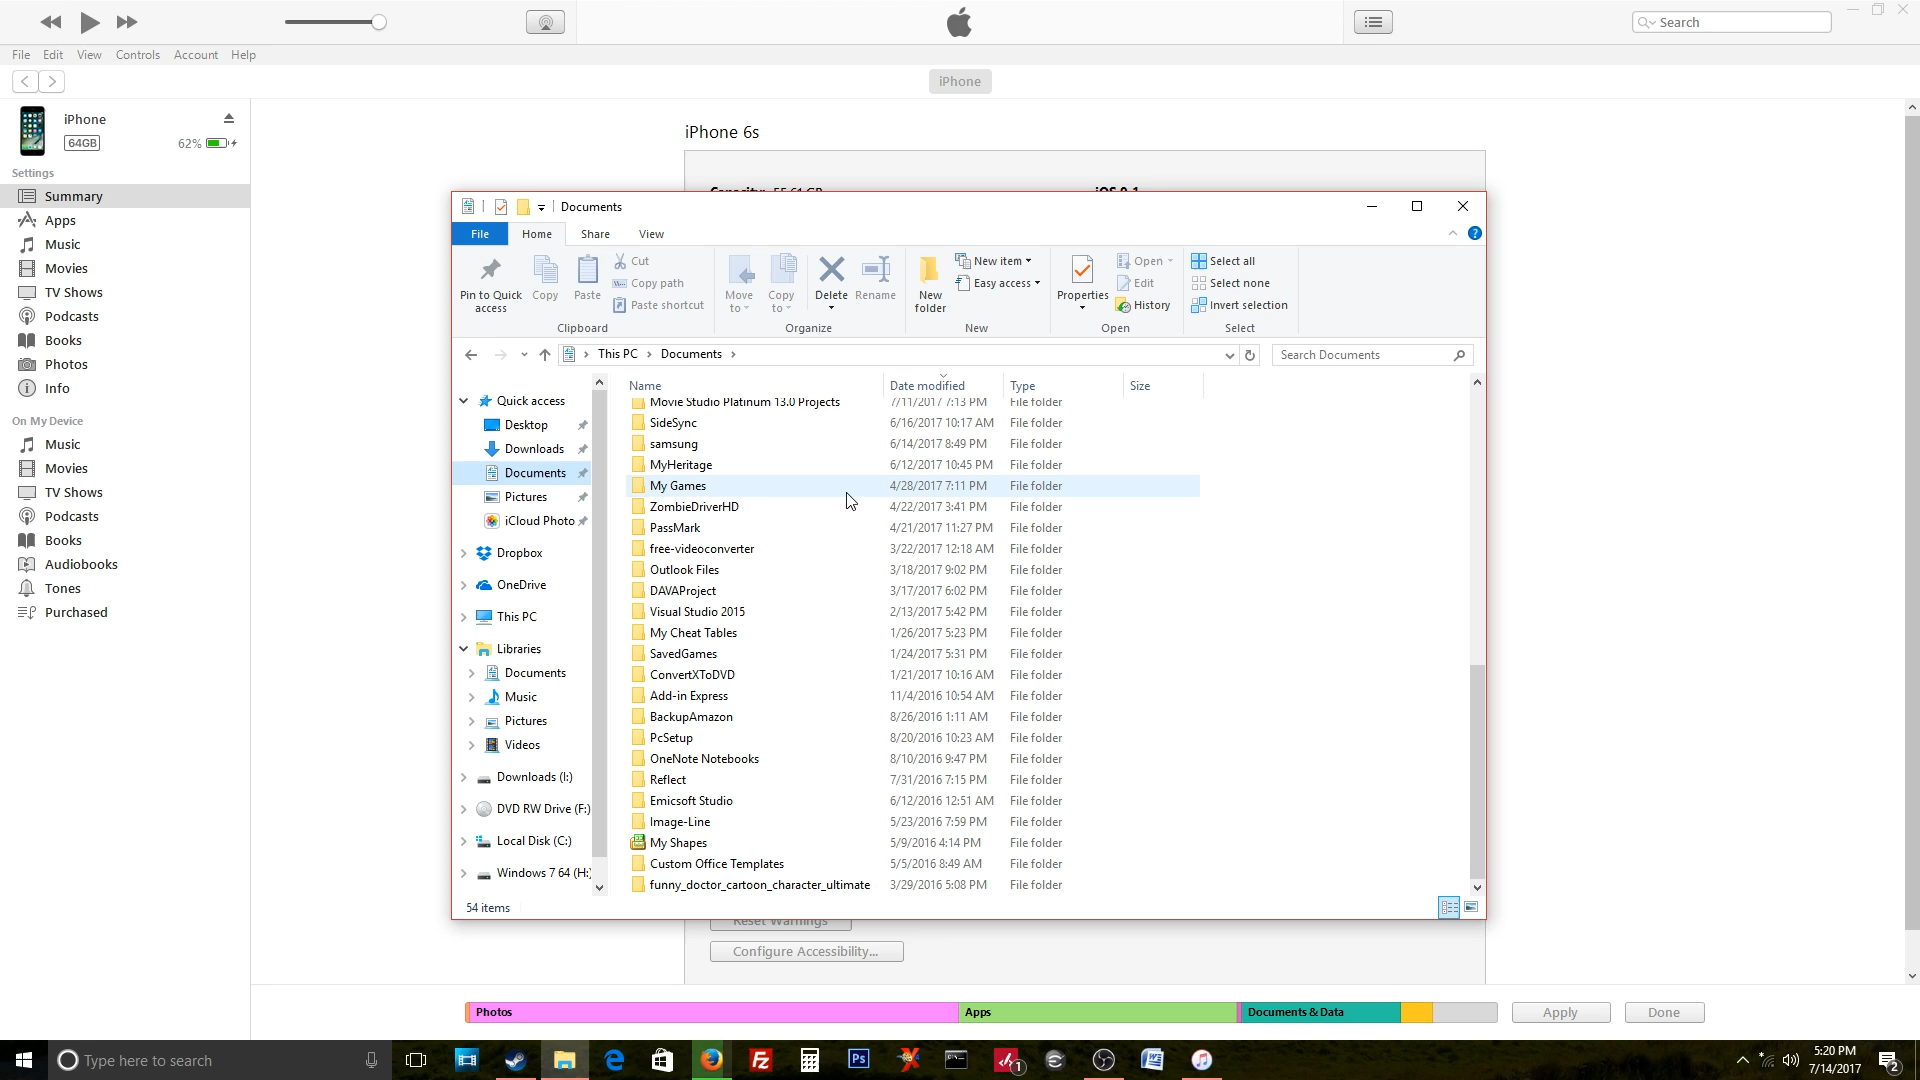 Search
File Edit View Controls Account Help
iPhone
iPhone
64GB 62%
Settings
Summary
Apps
Music
Movies
TV Shows
Podcasts
Books
Photos
Info
On My Device
Music
Movies
TV Shows
Podcasts
Books
Audiobooks
Tones
Purchased
iPhone 6s
Capacity: 55.61 GB iOS 9.1
Documents
File Home Share View
Pin to Quick access
Copy
Paste
Cut
Copy path
Paste shortcut
Clipboard
Move to
Copy to
Delete
Rename
Organize
New folder
New item
Easy access
New
Properties
Open
Edit
History
Open
Select all
Select none
Invert selection
Select
This PC Documents
Search Documents
Quick access
Desktop
Downloads
Documents
Pictures
iCloud Photo
Dropbox
OneDrive
This PC
Libraries
Documents
Music
Pictures
Videos
Downloads (I:)
DVD RW Drive (F:)
Local Disk (C:)
Windows 7 64 (H:)
Name Date modified Type Size
Movie Studio Platinum 13.0 Projects 7/11/2017 7:13 PM File folder
SideSync 6/16/2017 10:17 AM File folder
samsung 6/14/2017 8:49 PM File folder
MyHeritage 6/12/2017 10:45 PM File folder
My Games 4/28/2017 7:11 PM File folder
ZombieDriverHD 4/22/2017 3:41 PM File folder
PassMark 4/21/2017 11:27 PM File folder
free-videoconverter 3/22/2017 12:18 AM File folder
Outlook Files 3/18/2017 9:02 PM File folder
DAVAProject 3/17/2017 6:02 PM File folder
Visual Studio 2015 2/13/2017 5:42 PM File folder
My Cheat Tables 1/26/2017 5:23 PM File folder
SavedGames 1/24/2017 5:31 PM File folder
ConvertXToDVD 1/21/2017 10:16 AM File folder
Add-in Express 11/4/2016 10:54 AM File folder
BackupAmazon 8/26/2016 1:11 AM File folder
PcSetup 8/20/2016 10:23 AM File folder
OneNote Notebooks 8/10/2016 9:47 PM File folder
Reflect 7/31/2016 7:15 PM File folder
Emicsoft Studio 6/12/2016 12:51 AM File folder
Image-Line 5/23/2016 7:59 PM File folder
My Shapes 5/9/2016 4:14 PM File folder
Custom Office Templates 5/5/2016 8:49 AM File folder
funny_doctor_cartoon_character_ultimate 3/29/2016 5:08 PM File folder
54 items
Reset Warnings
Configure Accessibility...
Photos Apps Documents & Data
Apply Done
Type here to search
Ps
1
5:20 PM
7/14/2017
2